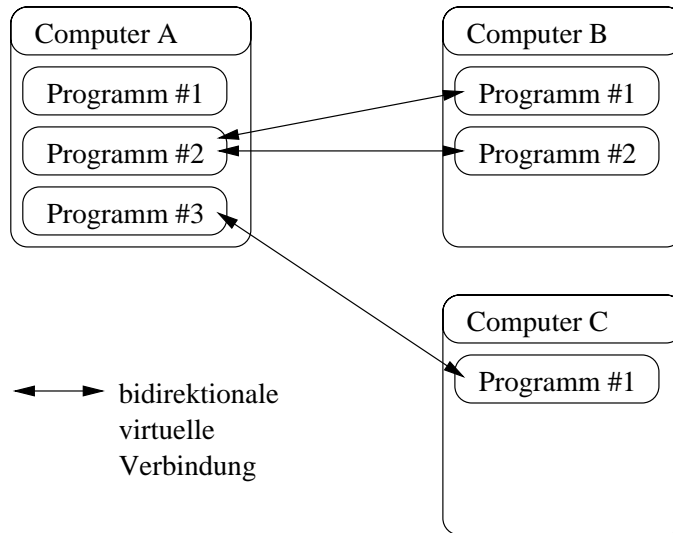 Computer A
Programm #1
Programm #2
Programm #3
Computer B
Programm #1
Programm #2
Computer C
Programm #1
bidirektionale
virtuelle
Verbindung